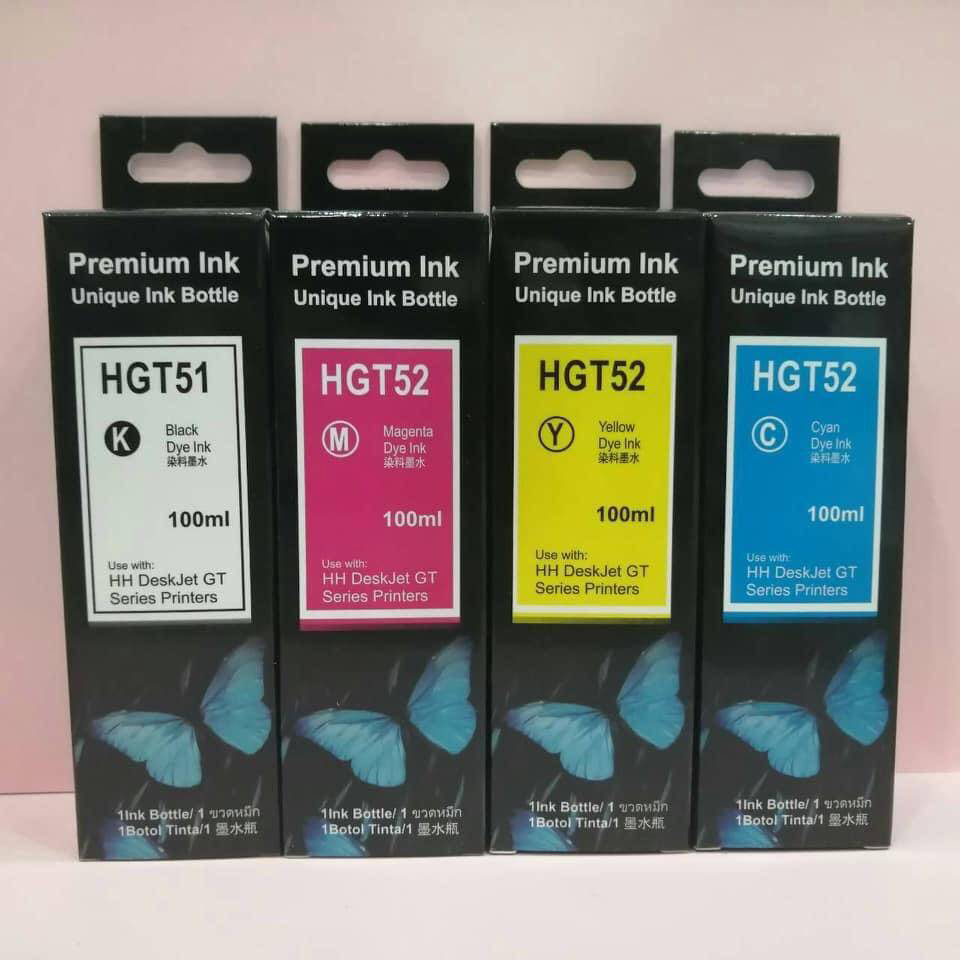 Premium Ink
Unique Ink Bottle
HGT51
K
Black
Dye Ink
染料墨水
100ml
Use with:
HH DeskJet GT
Series Printers
1Ink Bottle/ 1 ขวดหมึก
1Botol Tinta/1 墨水瓶
Premium Ink
Unique Ink Bottle
HGT52
M
Magenta
Dye Ink
染料墨水
100ml
Use with:
HH DeskJet GT
Series Printers
1Ink Bottle/ 1 ขวดหมึก
1Botol Tinta/1 墨水瓶
Premium Ink
Unique Ink Bottle
HGT52
Y
Yellow
Dye Ink
染料墨水
100ml
Use with:
HH DeskJet GT
Series Printers
1Ink Bottle/ 1 ขวดหมึก
1Botol Tinta/1 墨水瓶
Premium Ink
Unique Ink Bottle
HGT52
C
Cyan
Dye Ink
染料墨水
100ml
Use with:
HH DeskJet GT
Series Printers
1Ink Bottle/ 1 ขวดหมึก
1Botol Tinta/1 墨水瓶